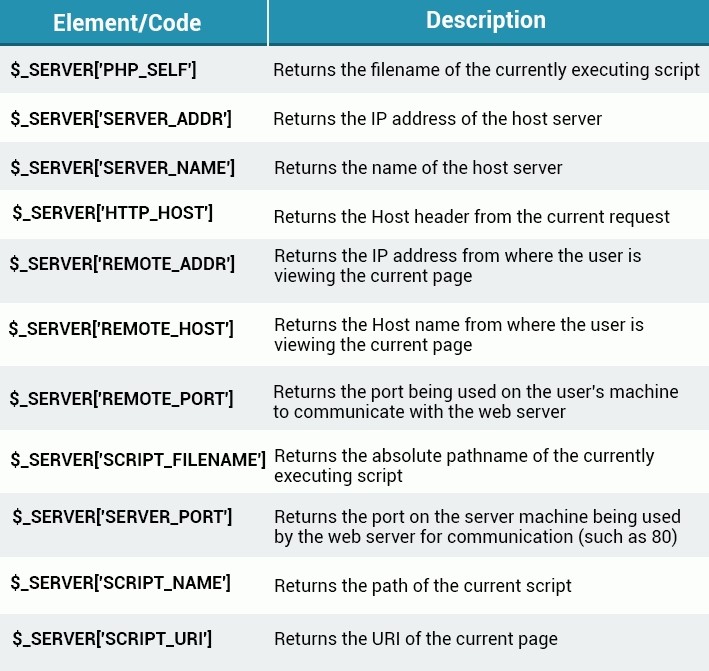 Element/Code Description
$_SERVER['PHP_SELF'] Returns the filename of the currently executing script
$_SERVER['SERVER_ADDR'] Returns the IP address of the host server
$_SERVER['SERVER_NAME'] Returns the name of the host server
$_SERVER['HTTP_HOST'] Returns the Host header from the current request
$_SERVER['REMOTE_ADDR'] Returns the IP address from where the user is
viewing the current page
$_SERVER['REMOTE_HOST'] Returns the Host name from where the user is
viewing the current page
$_SERVER['REMOTE_PORT'] Returns the port being used on the user's machine
to communicate with the web server
$_SERVER['SCRIPT_FILENAME'] Returns the absolute pathname of the currently
executing script
$_SERVER['SERVER_PORT'] Returns the port on the server machine being used
by the web server for communication (such as 80)
$_SERVER['SCRIPT_NAME'] Returns the path of the current script
$_SERVER['SCRIPT_URI'] Returns the URI of the current page